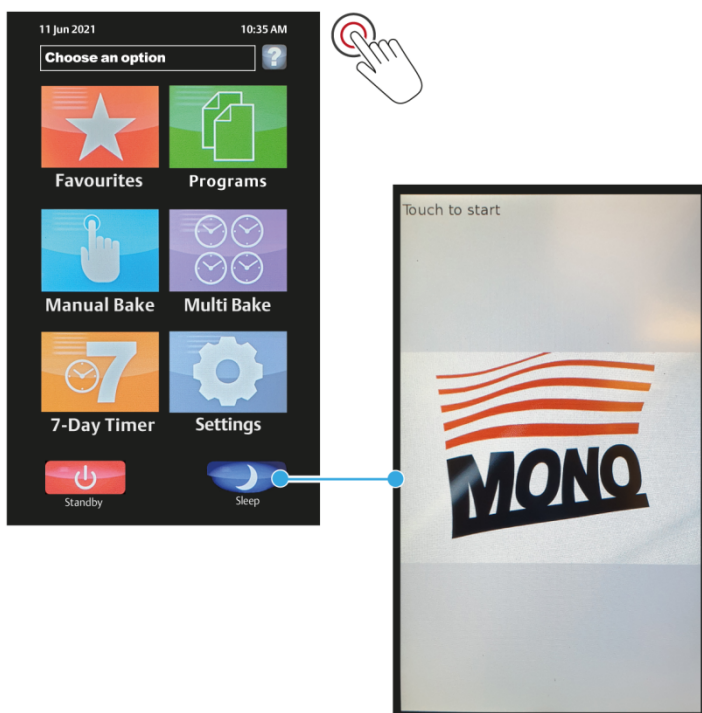 11 Jun 2021 10:35 AM
Choose an option
?
Favourites Programs
Manual Bake Multi Bake
7
7-Day Timer Settings
Standby Sleep
Touch to start
MONO